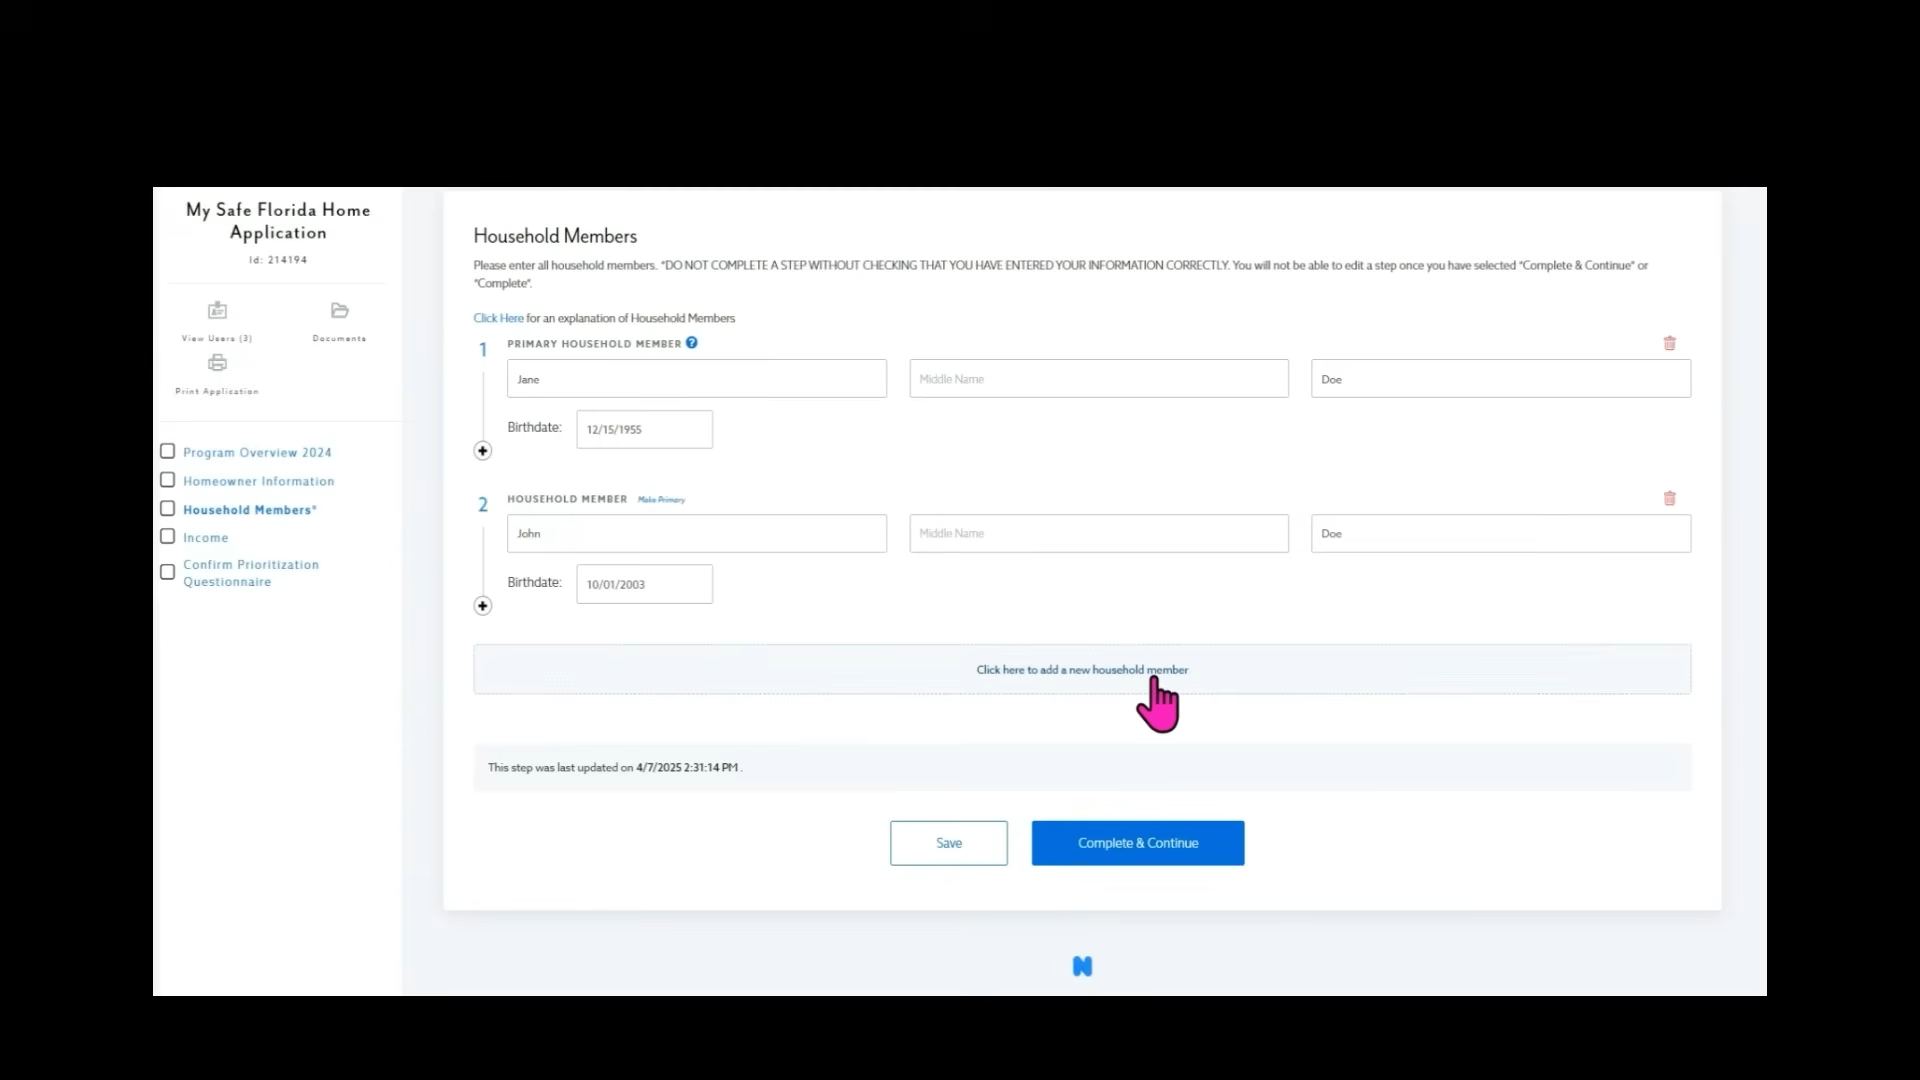 My Safe Florida Home
Application
Id: 214194
View Users (3)
Documents
Print Application
Program Overview 2024
Homeowner Information
Household Members*
Income
Confirm Prioritization
Questionnaire
Household Members
Please enter all household members. *DO NOT COMPLETE A STEP WITHOUT CHECKING THAT YOU HAVE ENTERED YOUR INFORMATION CORRECTLY. You will not be able to edit a step once you have selected "Complete & Continue" or
"Complete".
Click Here for an explanation of Household Members
1 PRIMARY HOUSEHOLD MEMBER ?
Jane Middle Name Doe
Birthdate: 12/15/1955
2 HOUSEHOLD MEMBER Make Primary
John Middle Name Doe
Birthdate: 10/01/2003
Click here to add a new household member
This step was last updated on 4/7/2025 2:31:14 PM .
Save Complete & Continue
N